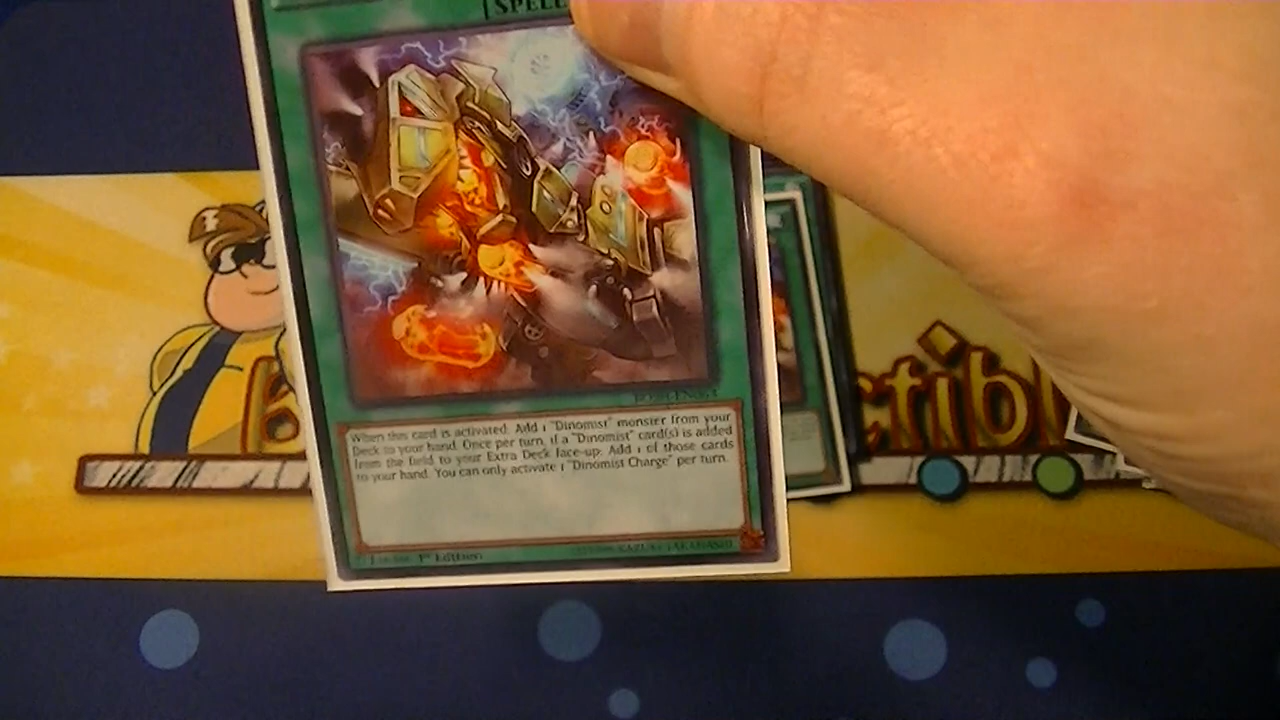 [SPELL
When this card is activated: Add 1 "Dinomist" monster from your
Deck to your hand. Once per turn, if a "Dinomist" card(s) is added
from the field to your Extra Deck face-up: Add 1 of those cards
to your hand. You can only activate 1 "Dinomist Charge" per turn.
1st Edition
KAZUKI TAKAHASHI
ctibl